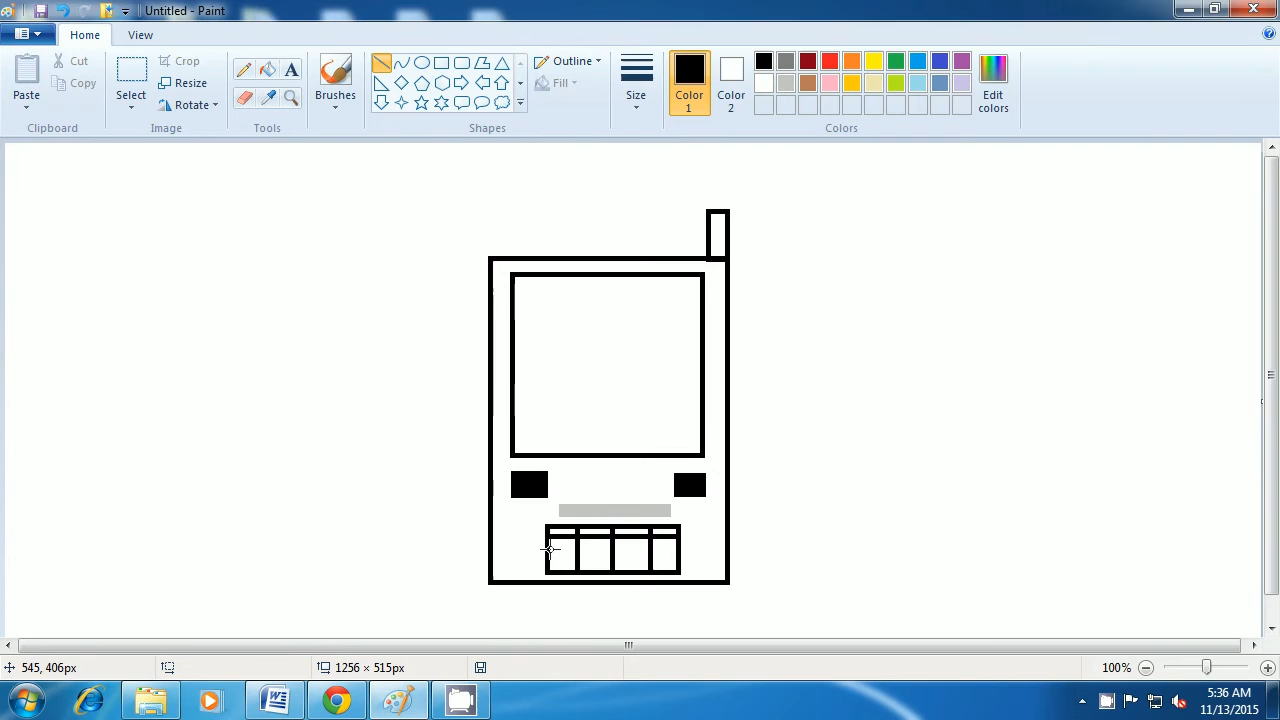 Untitled - Paint
Home View
Paste
Cut
Copy
Clipboard
Select
Crop
Resize
Rotate
Image
Tools
Brushes
Outline
Fill
Shapes
Size
Color
1
Color
2
Edit
colors
Colors
545, 406px
1256 × 515px
100%
5:36 AM
11/13/2015